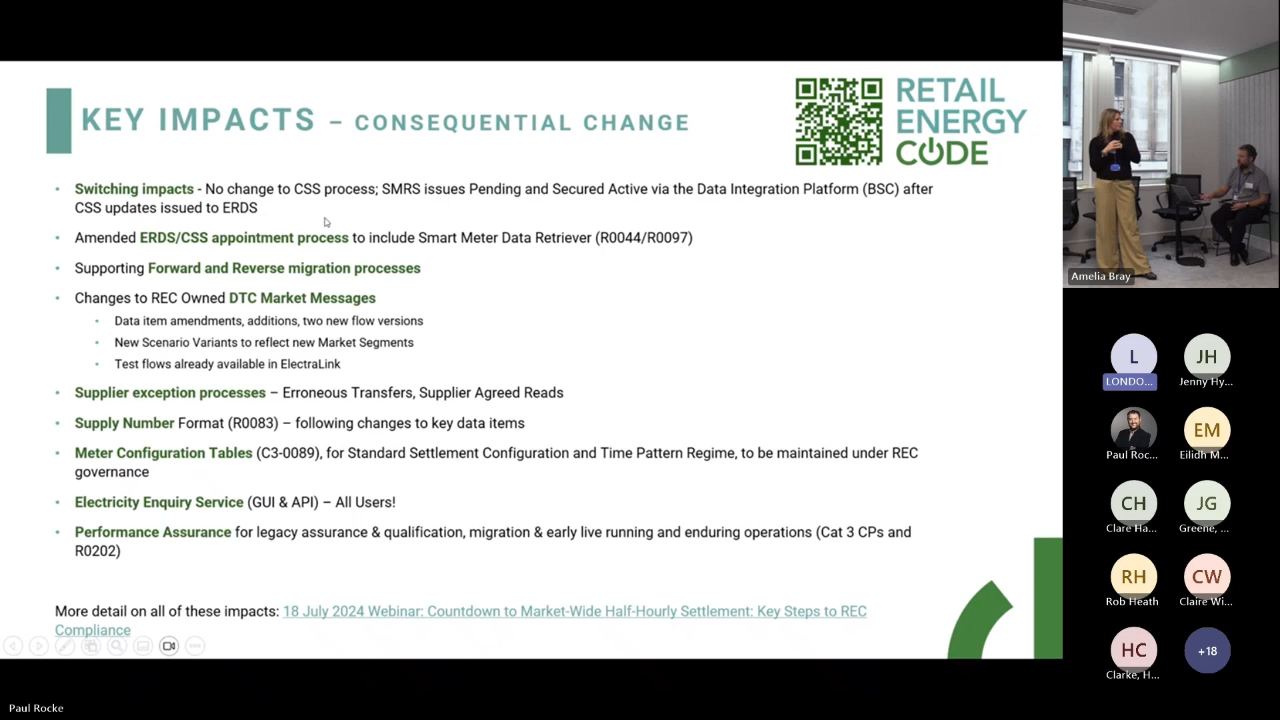 KEY IMPACTS – CONSEQUENTIAL CHANGE
RETAIL
ENERGY
CODE
• Switching impacts - No change to CSS process; SMRS issues Pending and Secured Active via the Data Integration Platform (BSC) after
CSS updates issued to ERDS
• Amended ERDS/CSS appointment process to include Smart Meter Data Retriever (R0044/R0097)
• Supporting Forward and Reverse migration processes
• Changes to REC Owned DTC Market Messages
• Data item amendments, additions, two new flow versions
• New Scenario Variants to reflect new Market Segments
• Test flows already available in ElectraLink
• Supplier exception processes – Erroneous Transfers, Supplier Agreed Reads
• Supply Number Format (R0083) – following changes to key data items
• Meter Configuration Tables (C3-0089), for Standard Settlement Configuration and Time Pattern Regime, to be maintained under REC
governance
• Electricity Enquiry Service (GUI & API) – All Users!
• Performance Assurance for legacy assurance & qualification, migration & early live running and enduring operations (Cat 3 CPs and
R0202)
More detail on all of these impacts: 18 July 2024 Webinar: Countdown to Market-Wide Half-Hourly Settlement: Key Steps to REC
Compliance
Amelia Bray
L
JH
LONDO...
Jenny Hy...
EM
Paul Roc...
Eilidh M...
CH
JG
Clare Ha...
Greene, ...
RH
CW
Rob Heath
Claire Wi...
HC
+18
Clarke, H...
Paul Rocke